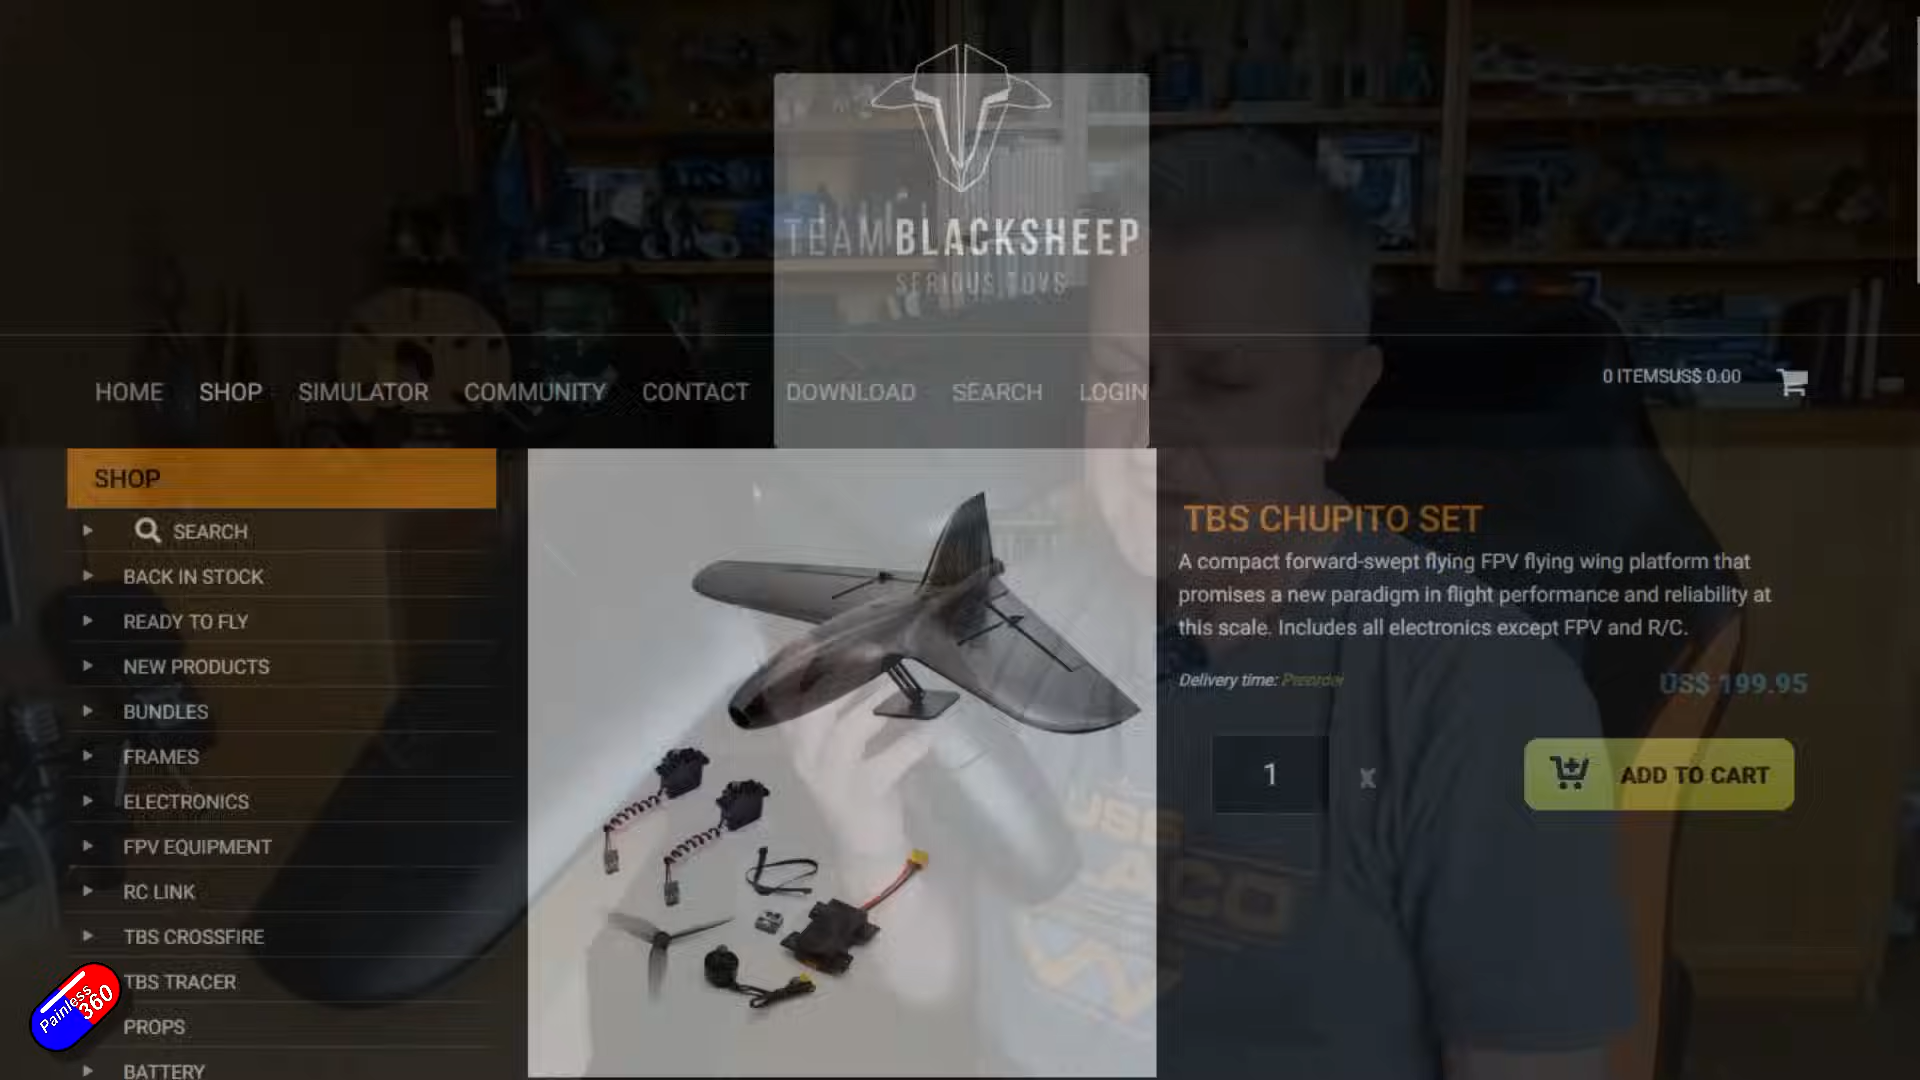 TEAM BLACKSHEEP
SERIOUS TOYS
HOME SHOP SIMULATOR COMMUNITY CONTACT DOWNLOAD SEARCH LOGIN
0 ITEMSUS$ 0.00
SHOP
SEARCH
BACK IN STOCK
READY TO FLY
NEW PRODUCTS
BUNDLES
FRAMES
ELECTRONICS
FPV EQUIPMENT
RC LINK
TBS CROSSFIRE
TBS TRACER
PROPS
BATTERY
TBS CHUPITO SET
A compact forward-swept flying FPV flying wing platform that
promises a new paradigm in flight performance and reliability at
this scale. Includes all electronics except FPV and R/C.
Delivery time: Preorder
US$ 199.95
1 x
ADD TO CART
Painless
360